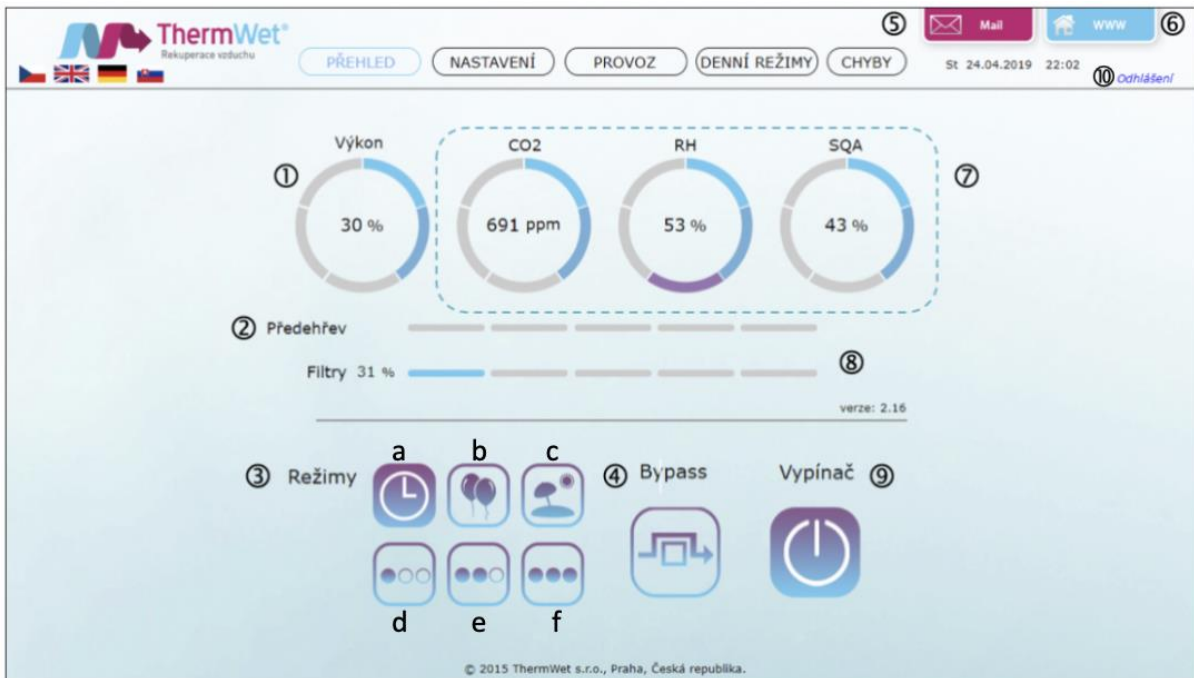 ThermWet®
Rekuperace vzduchu
⑤ Mail WWW ⑥
PŘEHLED NASTAVENÍ PROVOZ DENNÍ REŽIMY CHYBY
St 24.04.2019 22:02
⑩ Odhlášení
Výkon CO2 RH SQA
① ⑦
30 % 691 ppm 53 % 43 %
② Předehřev
Filtry 31 % ⑧
verze: 2.16
a b c
③ Režimy ④ Bypass Vypínač ⑨
d e f
© 2015 ThermWet s.r.o., Praha, Česká republika.